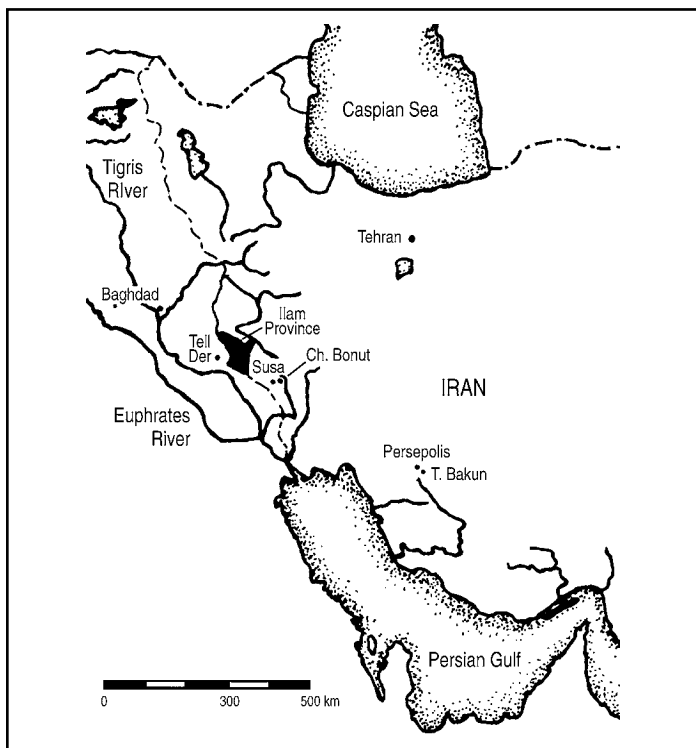 Caspian Sea
Tigris
RIver
Tehran
Baghdad
Ilam
Province
Tell
Der
Susa
Ch. Bonut
IRAN
Euphrates
River
Persepolis
T. Bakun
Persian Gulf
0 300 500 km